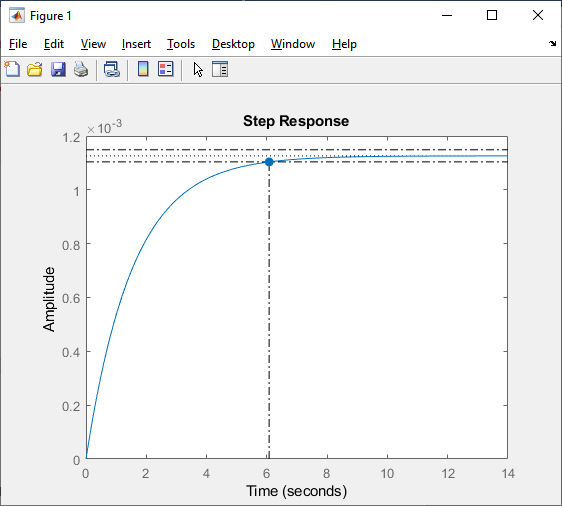 Figure 1
File Edit View Insert Tools Desktop Window Help
Step Response
×10-3
1.2
1
0.8
0.6
0.4
0.2
0
Amplitude
0 2 4 6 8 10 12 14
Time (seconds)